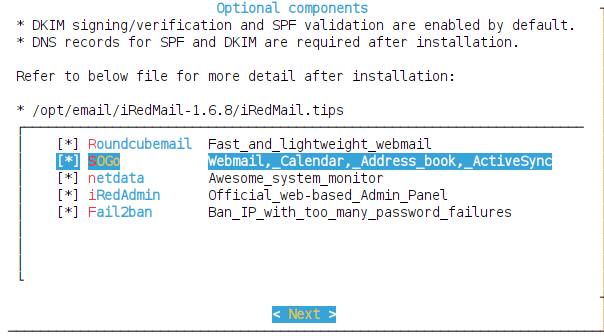 Optional components
* DKIM signing/verification and SPF validation are enabled by default.
* DNS records for SPF and DKIM are required after installation.
Refer to below file for more detail after installation:
* /opt/email/iRedMail-1.6.8/iRedMail.tips
[*] Roundcubemail Fast_and_lightweight_webmail
[*] SOGo Webmail,_Calendar,_Address_book,_ActiveSync
[*] netdata Awesome_system_monitor
[*] iRedAdmin Official_web-based_Admin_Panel
[*] Fail2ban Ban_IP_with_too_many_password_failures
< Next >